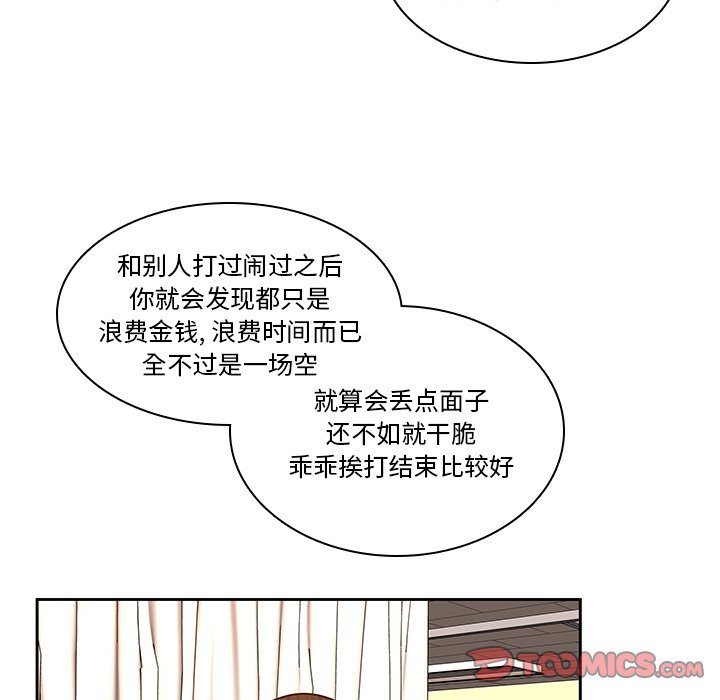 和别人打过闹过之后
你就会发现都只是
浪费金钱, 浪费时间而已
全不过是一场空
就算会丢点面子
还不如就干脆
乖乖挨打结束比较好
TOOMICS.COM